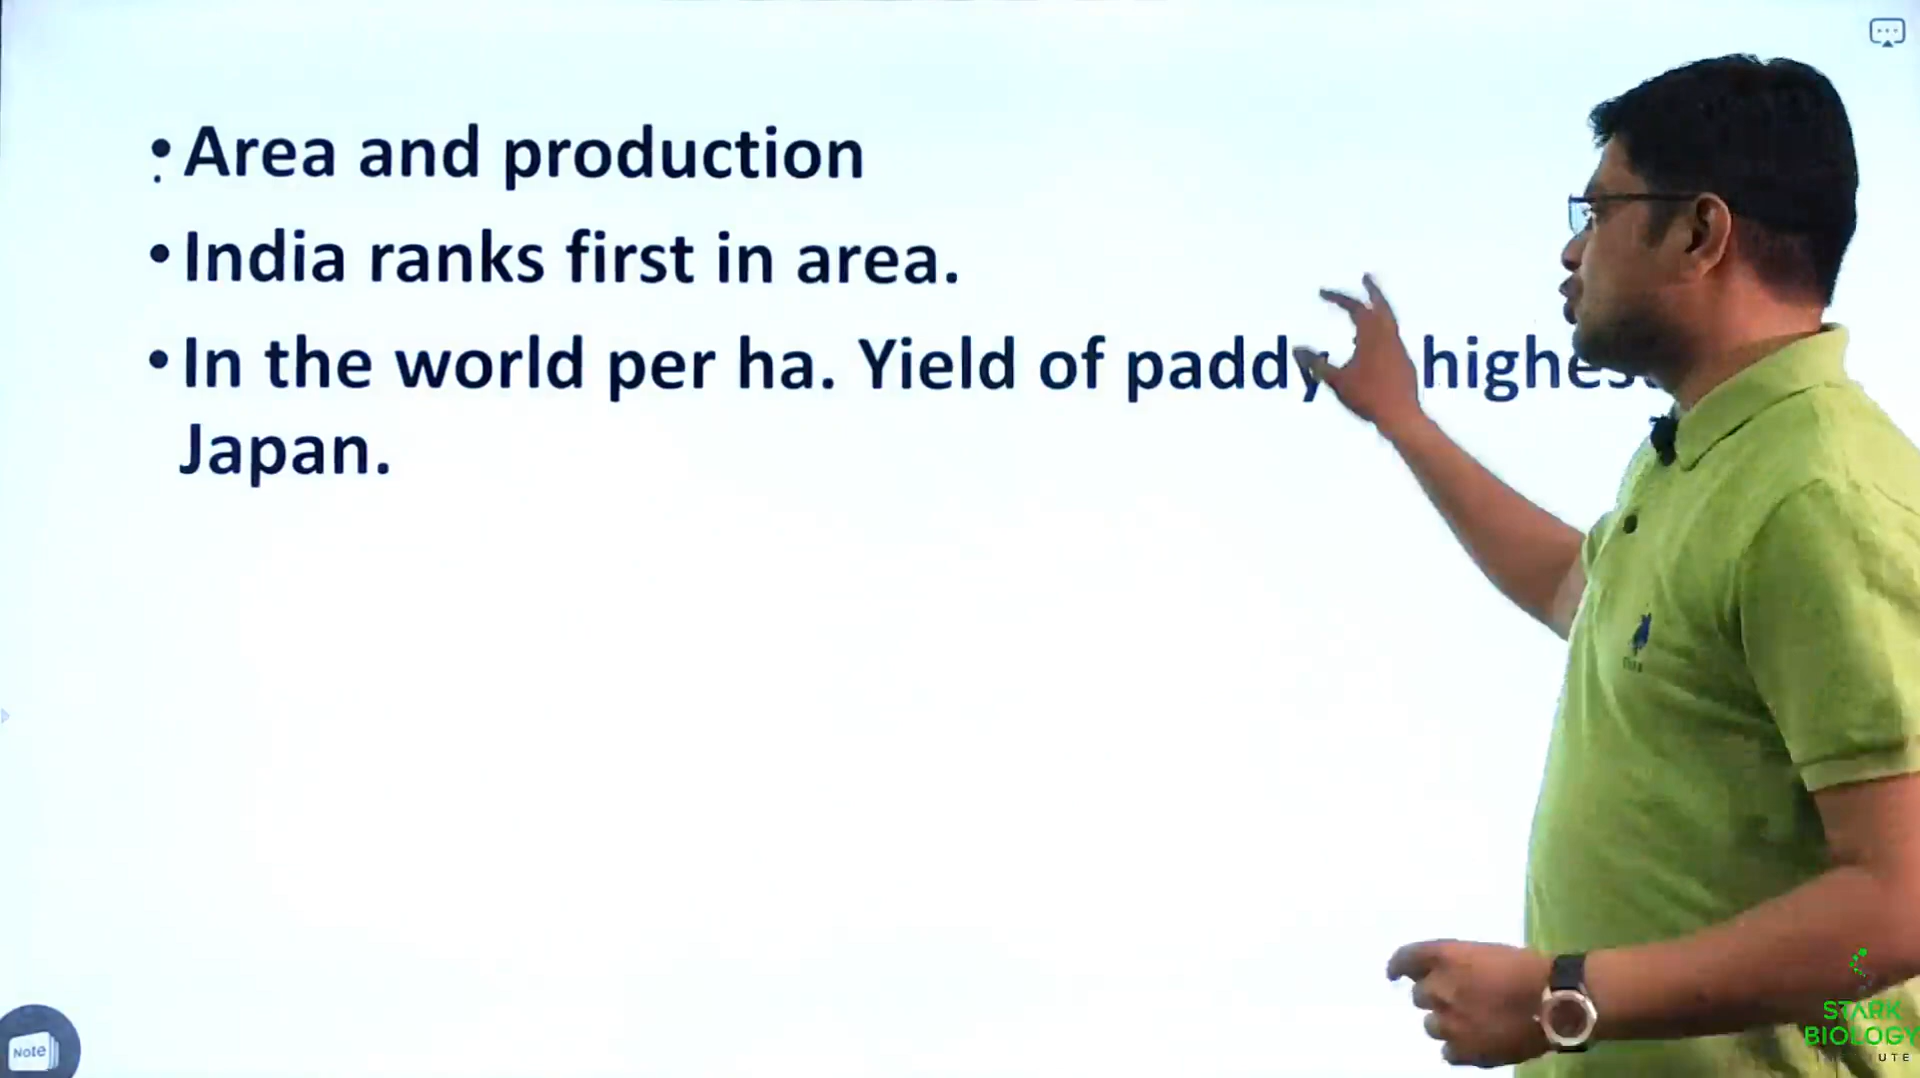 • Area and production
• India ranks first in area.
• In the world per ha. Yield of paddy highest
Japan.
Note
STARK
BIOLOGY